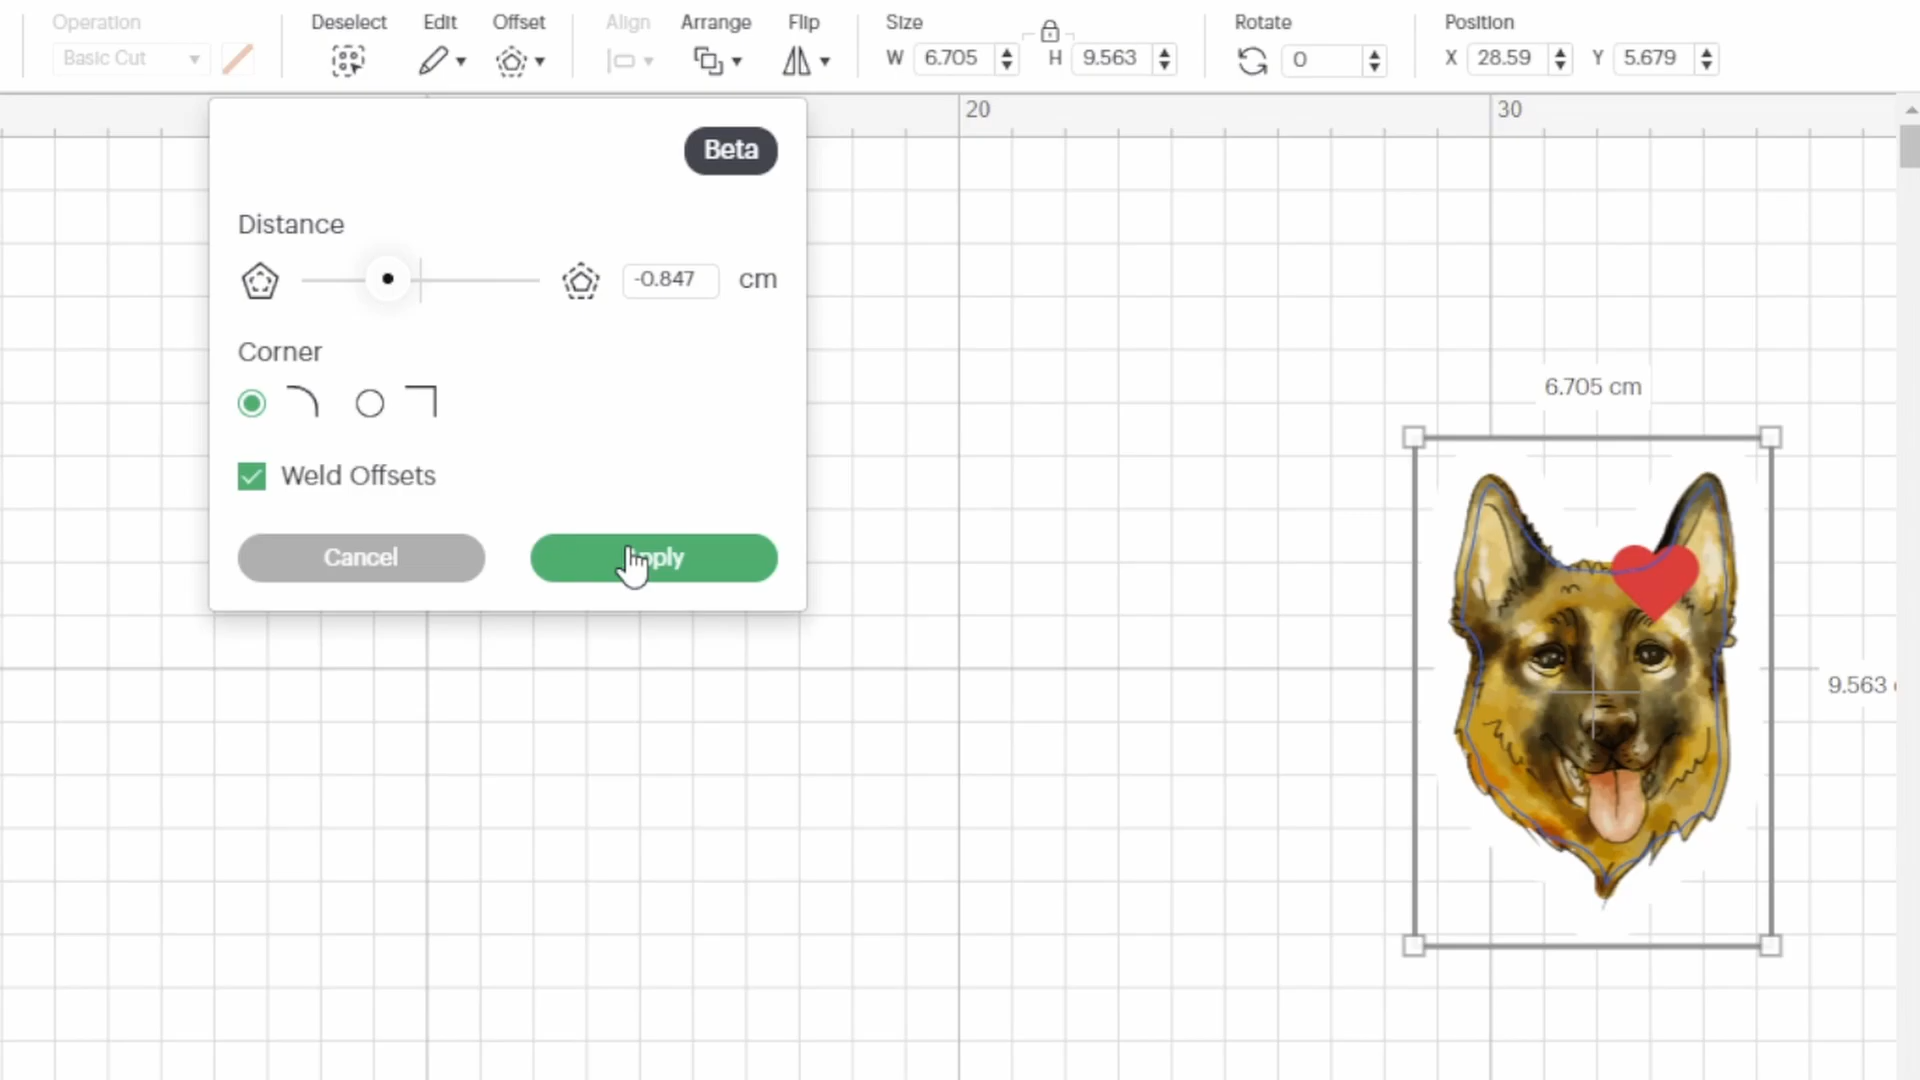 Operation
Deselect
Edit
Offset
Align
Arrange
Flip
Size
Rotate
Position
Basic Cut
W 6.705
H 9.563
0
X 28.59
Y 5.679
20
30
Beta
Distance
-0.847 cm
Corner
Weld Offsets
Cancel
6.705 cm
9.563